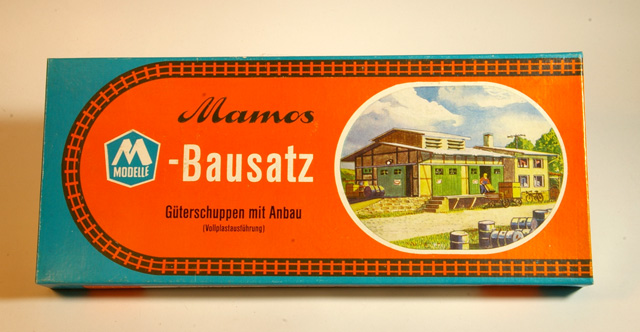 Mamos
M
MODELLE
-Bausatz
Güterschuppen mit Anbau
(Vollplastausführung)